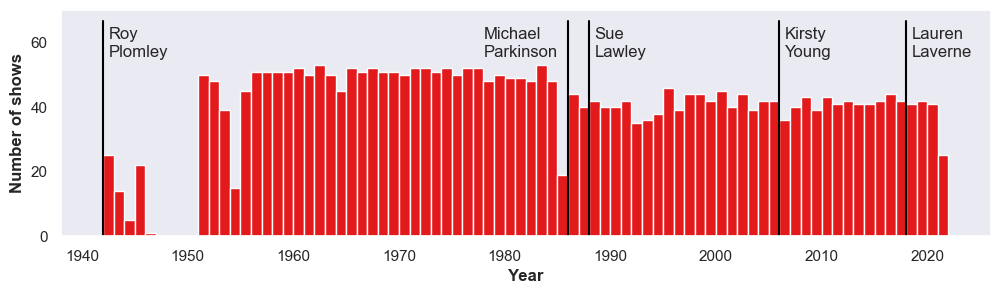 Number of shows
60
40
20
0
Roy
Plomley
Michael
Parkinson
Sue
Lawley
Kirsty
Young
Lauren
Laverne
1940
1950
1960
1970
1980
1990
2000
2010
2020
Year